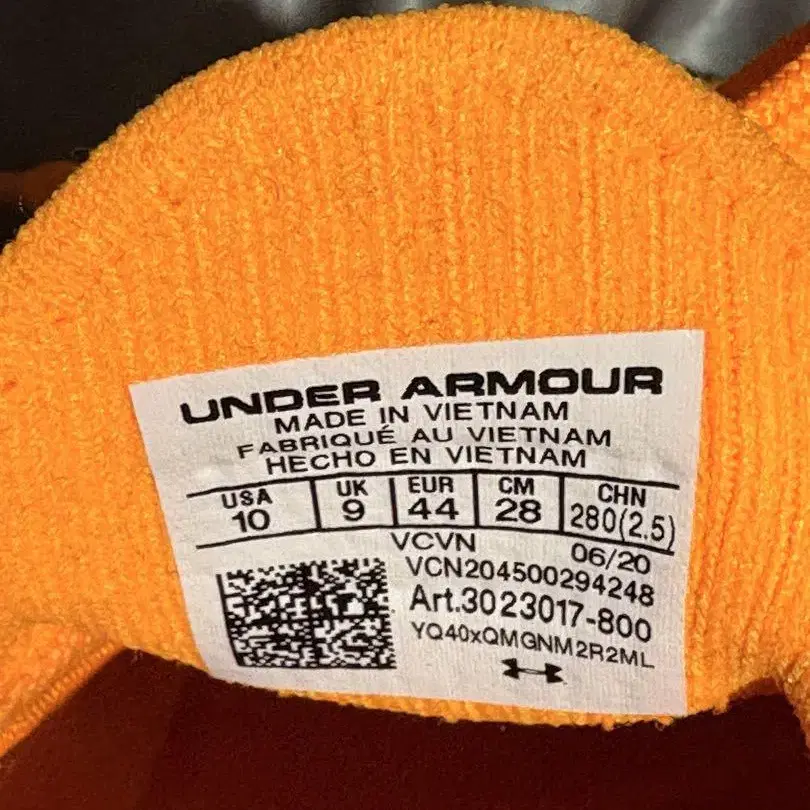 UNDER ARMOUR
MADE IN VIETNAM
FABRIQUÉ AU VIETNAM
HECHO EN VIETNAM
USA UK EUR CM CHN
10 9 44 28 280(2.5)
VCVN 06/20
VCN204500294248
Art.3023017-800
YQ40xQMGNM2R2ML